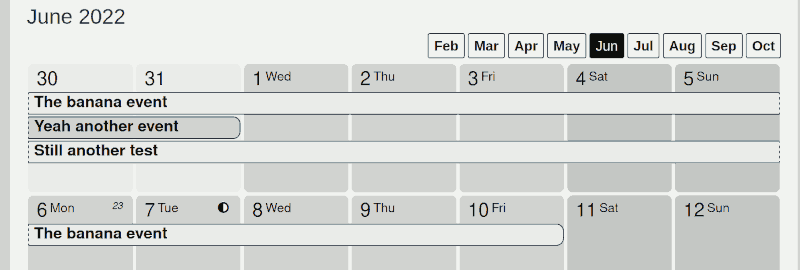 June 2022
Feb Mar Apr May Jun Jul Aug Sep Oct
30 31 1 Wed 2 Thu 3 Fri 4 Sat 5 Sun
The banana event
Yeah another event
Still another test
6 Mon 23 7 Tue 8 Wed 9 Thu 10 Fri 11 Sat 12 Sun
The banana event